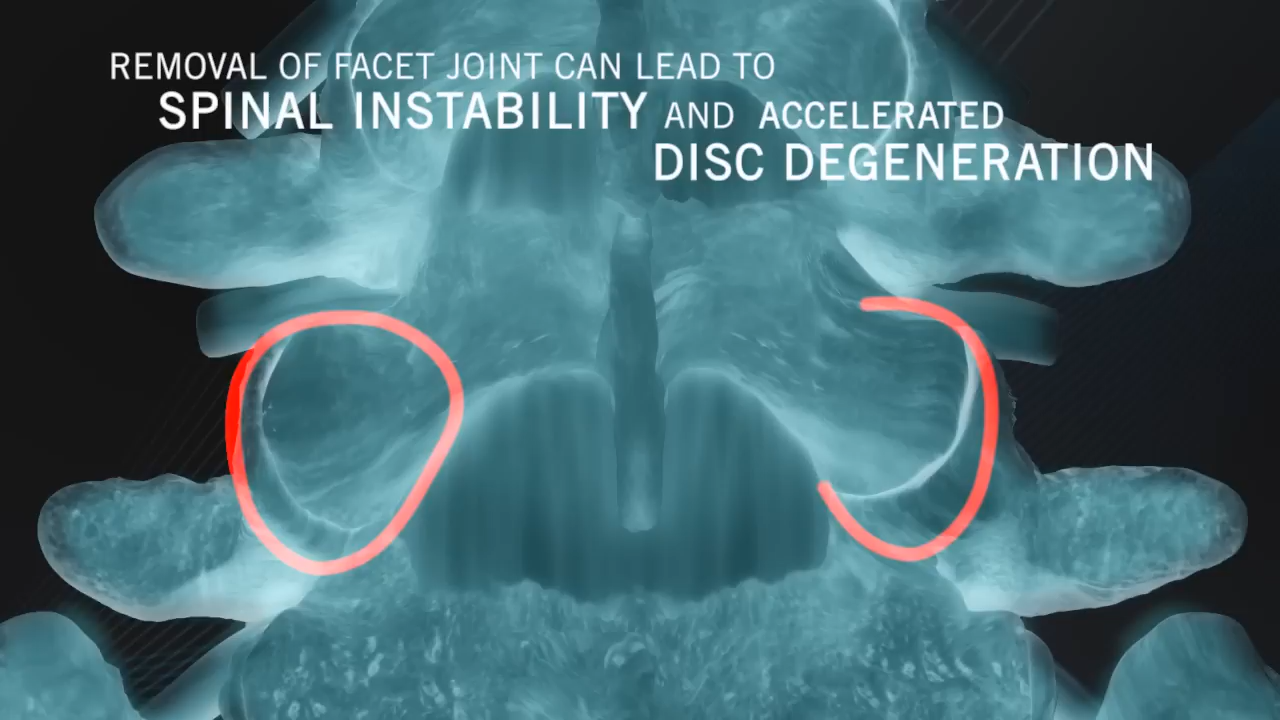 REMOVAL OF FACET JOINT CAN LEAD TO
SPINAL INSTABILITY AND ACCELERATED
DISC DEGENERATION